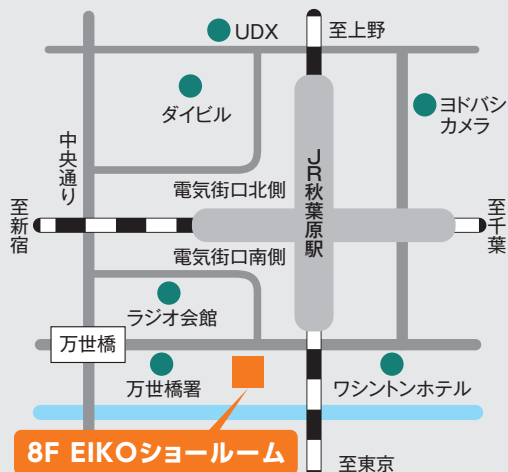 UDX
至上野
ダイビル
ヨドバシ
カメラ
中央通り
JR秋葉原駅
電気街口北側
至新宿
至千葉
電気街口南側
ラジオ会館
万世橋
万世橋署
ワシントンホテル
8F EIKOショールーム
至東京